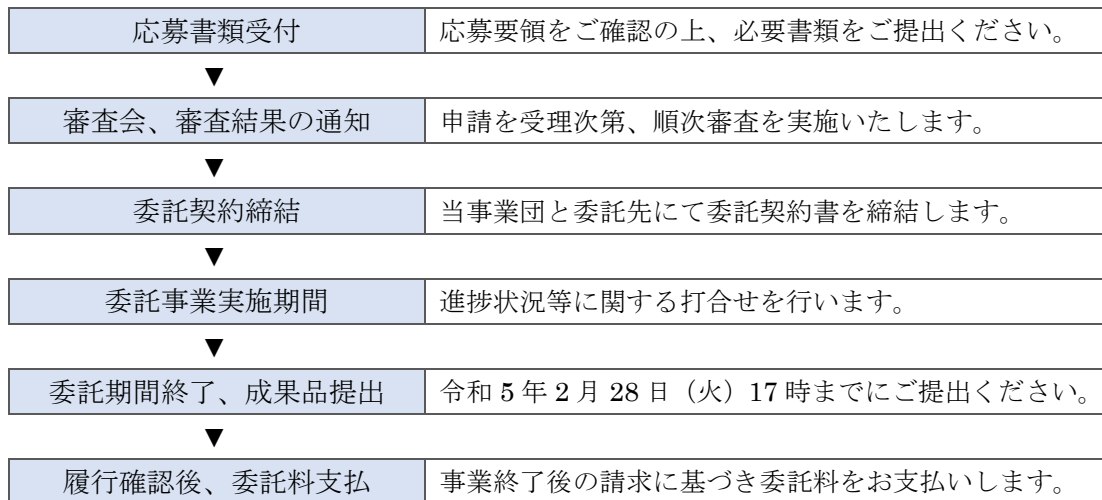 応募書類受付 応募要領をご確認の上、必要書類をご提出ください。
▼
審査会、審査結果の通知 申請を受理次第、順次審査を実施いたします。
▼
委託契約締結 当事業団と委託先にて委託契約書を締結します。
▼
委託事業実施期間 進捗状況等に関する打合せを行います。
▼
委託期間終了、成果品提出 令和 5 年 2 月 28 日（火）17 時までにご提出ください。
▼
履行確認後、委託料支払 事業終了後の請求に基づき委託料をお支払いします。